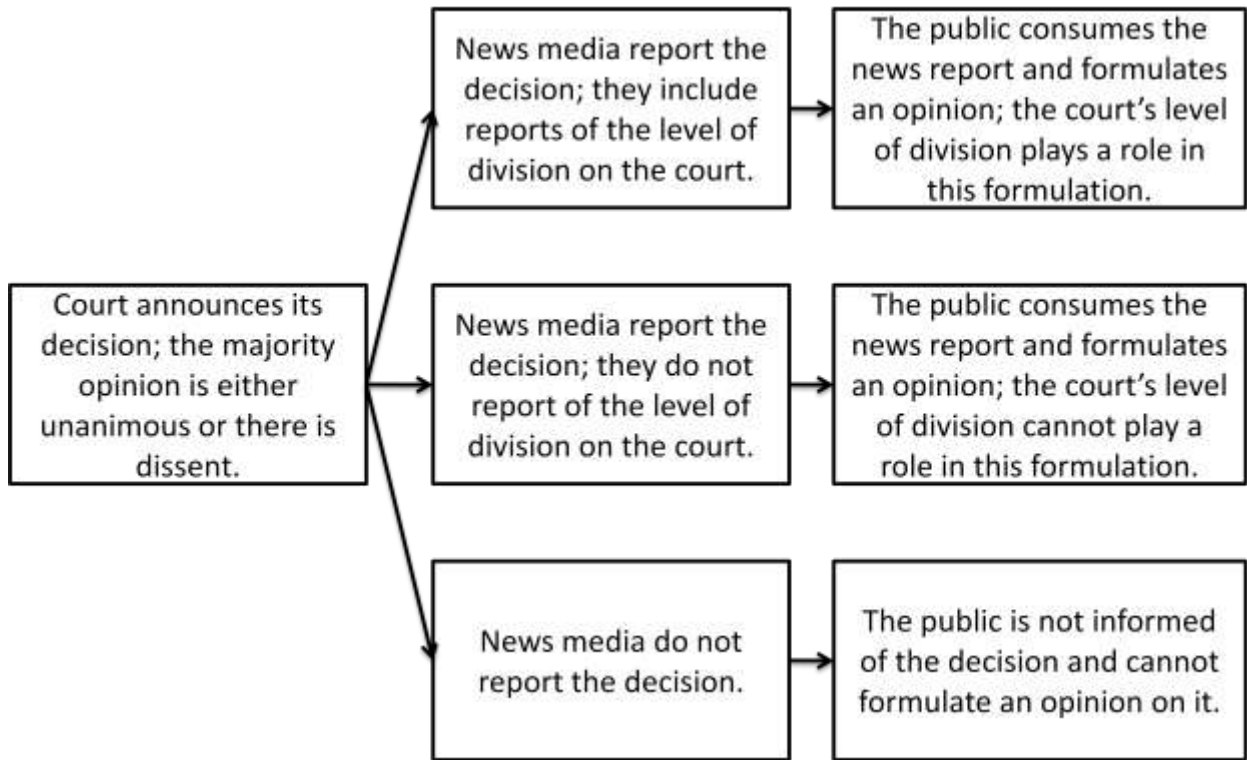 News media report the
decision; they include
reports of the level of
division on the court.
The public consumes the
news report and formulates
an opinion; the court’s level
of division plays a role in
this formulation.
Court announces its
decision; the majority
opinion is either
unanimous or there is
dissent.
News media report the
decision; they do not
report of the level of
division on the court.
The public consumes the
news report and formulates
an opinion; the court’s level
of division cannot play a
role in this formulation.
News media do not
report the decision.
The public is not informed
of the decision and cannot
formulate an opinion on it.